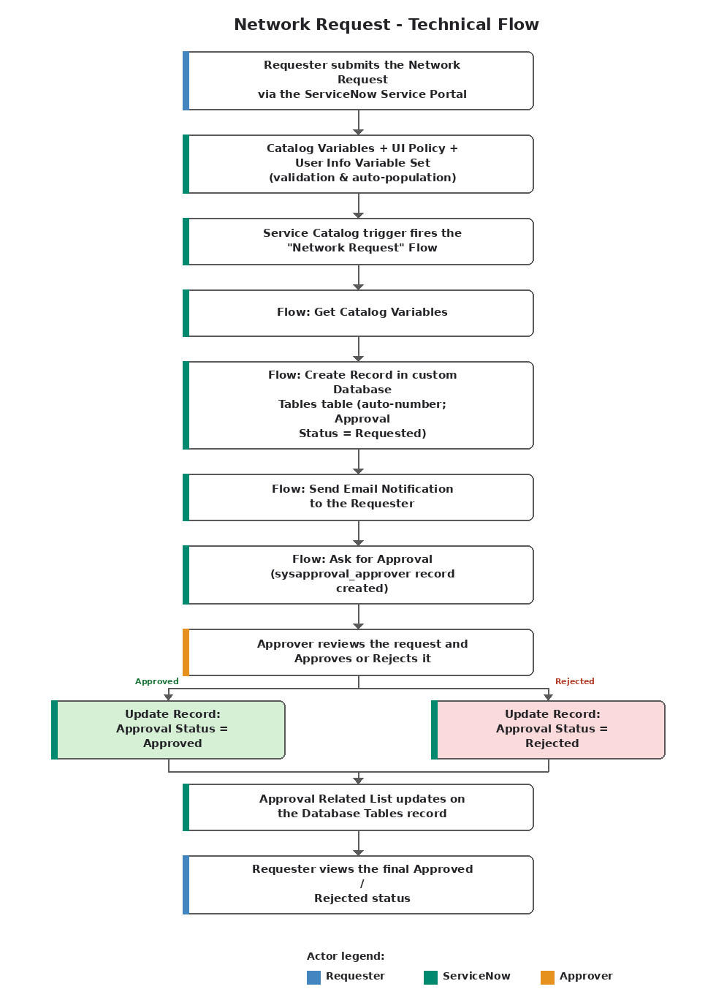 Network Request - Technical Flow
Requester submits the Network
Request
via the ServiceNow Service Portal
Catalog Variables + UI Policy +
User Info Variable Set
(validation & auto-population)
Service Catalog trigger fires the
"Network Request" Flow
Flow: Get Catalog Variables
Flow: Create Record in custom
Database
Tables table (auto-number;
Approval
Status = Requested)
Flow: Send Email Notification
to the Requester
Flow: Ask for Approval
(sysapproval_approver record
created)
Approver reviews the request and
Approves or Rejects it
Approved
Rejected
Update Record:
Approval Status =
Approved
Update Record:
Approval Status =
Rejected
Approval Related List updates on
the Database Tables record
Requester views the final Approved
/
Rejected status
Actor legend:
Requester
ServiceNow
Approver